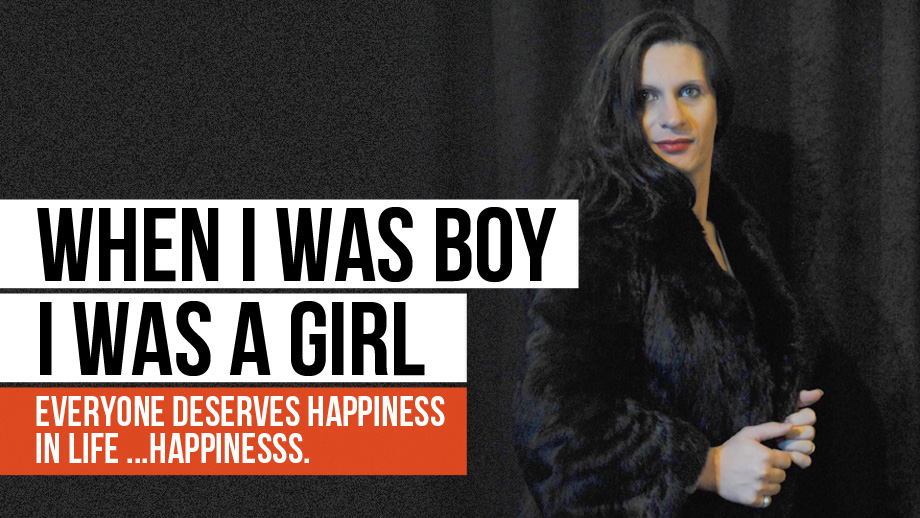 WHEN I WAS BOY
I WAS A GIRL
EVERYONE DESERVES HAPPINESS
IN LIFE ...HAPPINESSS.